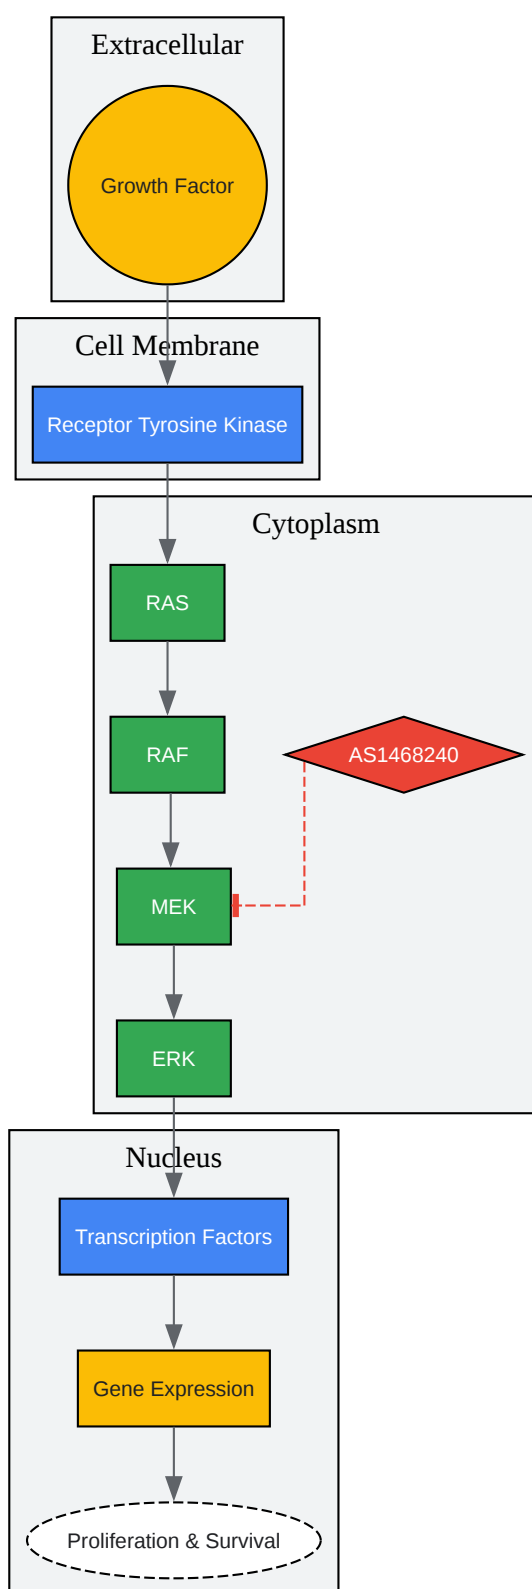 Extracellular
Growth Factor
Cell Membrane
Receptor Tyrosine Kinase
Cytoplasm
RAS
RAF
AS1468240
MEK
ERK
Nucleus
Transcription Factors
Gene Expression
Proliferation & Survival